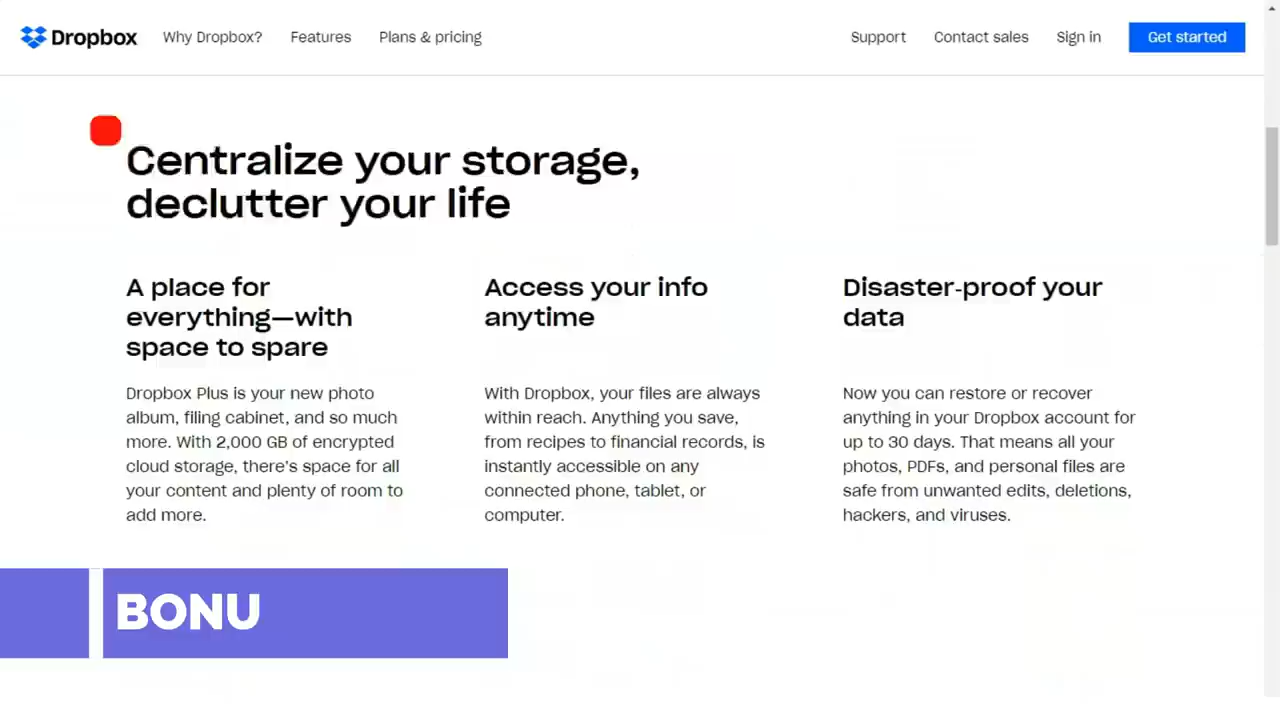 Dropbox Why Dropbox? Features Plans & pricing Support Contact sales Sign in Get started
Centralize your storage,
declutter your life
A place for
everything—with
space to spare
Dropbox Plus is your new photo
album, filing cabinet, and so much
more. With 2,000 GB of encrypted
cloud storage, there's space for all
your content and plenty of room to
add more.
Access your info
anytime
With Dropbox, your files are always
within reach. Anything you save,
from recipes to financial records, is
instantly accessible on any
connected phone, tablet, or
computer.
Disaster-proof your
data
Now you can restore or recover
anything in your Dropbox account for
up to 30 days. That means all your
photos, PDFs, and personal files are
safe from unwanted edits, deletions,
hackers, and viruses.
BONU